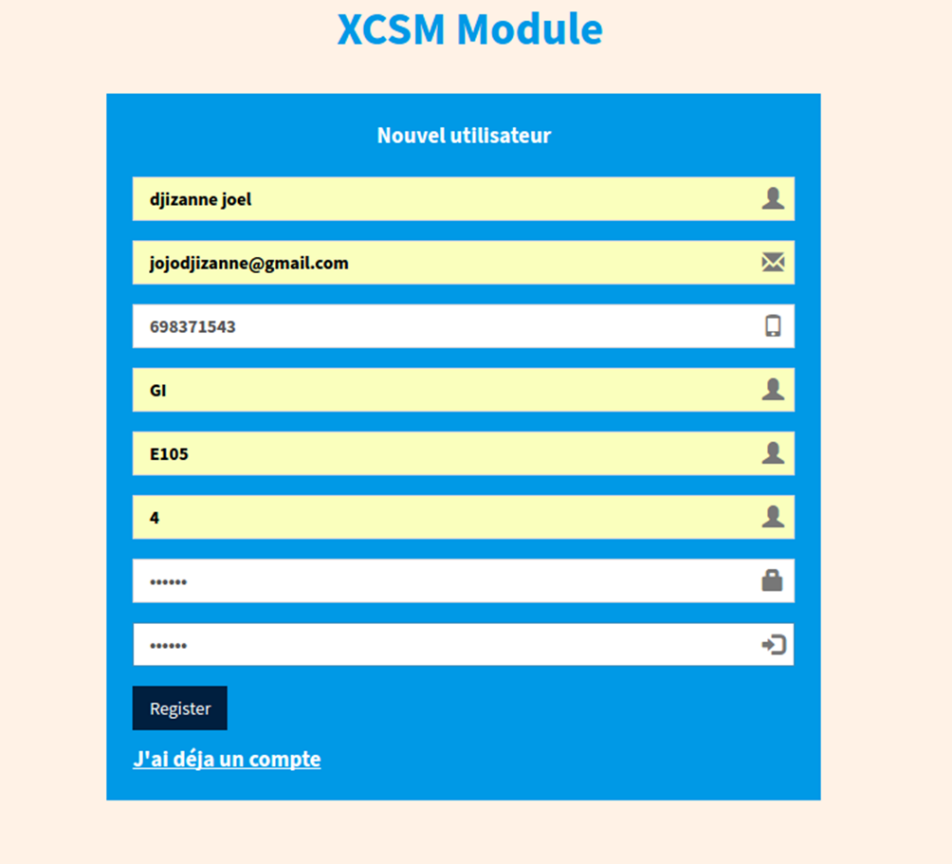 XCSM Module
Nouvel utilisateur
djizanne joel
jojodjizanne@gmail.com
698371543
GI
E105
4
••••••
••••••
Register
J'ai déja un compte